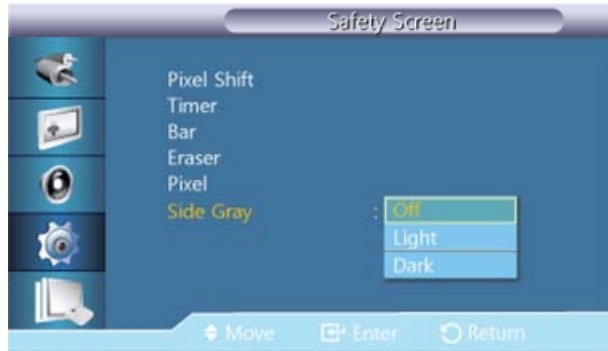 Safety Screen
Pixel Shift
Timer
Bar
Eraser
Pixel
Side Gray : Off
Light
Dark
Move Enter Return